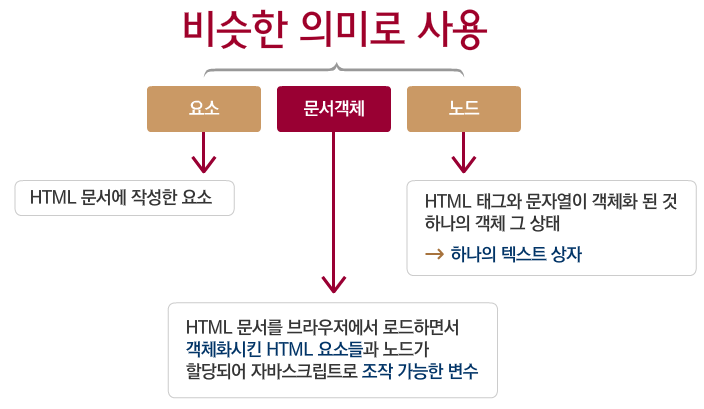 비슷한 의미로 사용
요소
문서객체
노드
HTML 문서에 작성한 요소
HTML 태그와 문자열이 객체화 된 것
하나의 객체 그 상태
→ 하나의 텍스트 상자
HTML 문서를 브라우저에서 로드하면서
객체화시킨 HTML 요소들과 노드가
할당되어 자바스크립트로 조작 가능한 변수